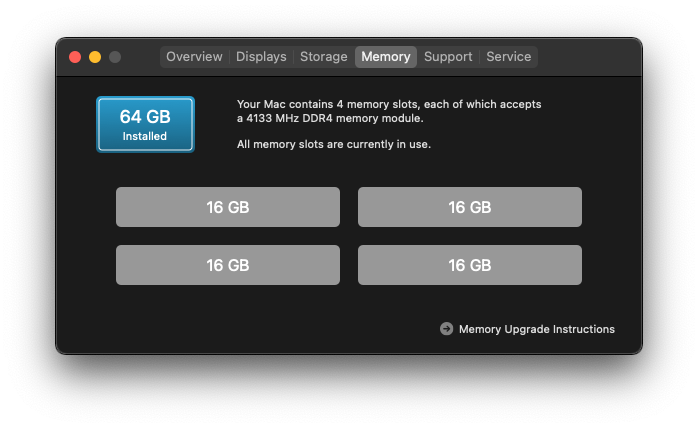 Overview Displays Storage Memory Support Service
64 GB
Installed
Your Mac contains 4 memory slots, each of which accepts
a 4133 MHz DDR4 memory module.
All memory slots are currently in use.
16 GB 16 GB
16 GB 16 GB
Memory Upgrade Instructions